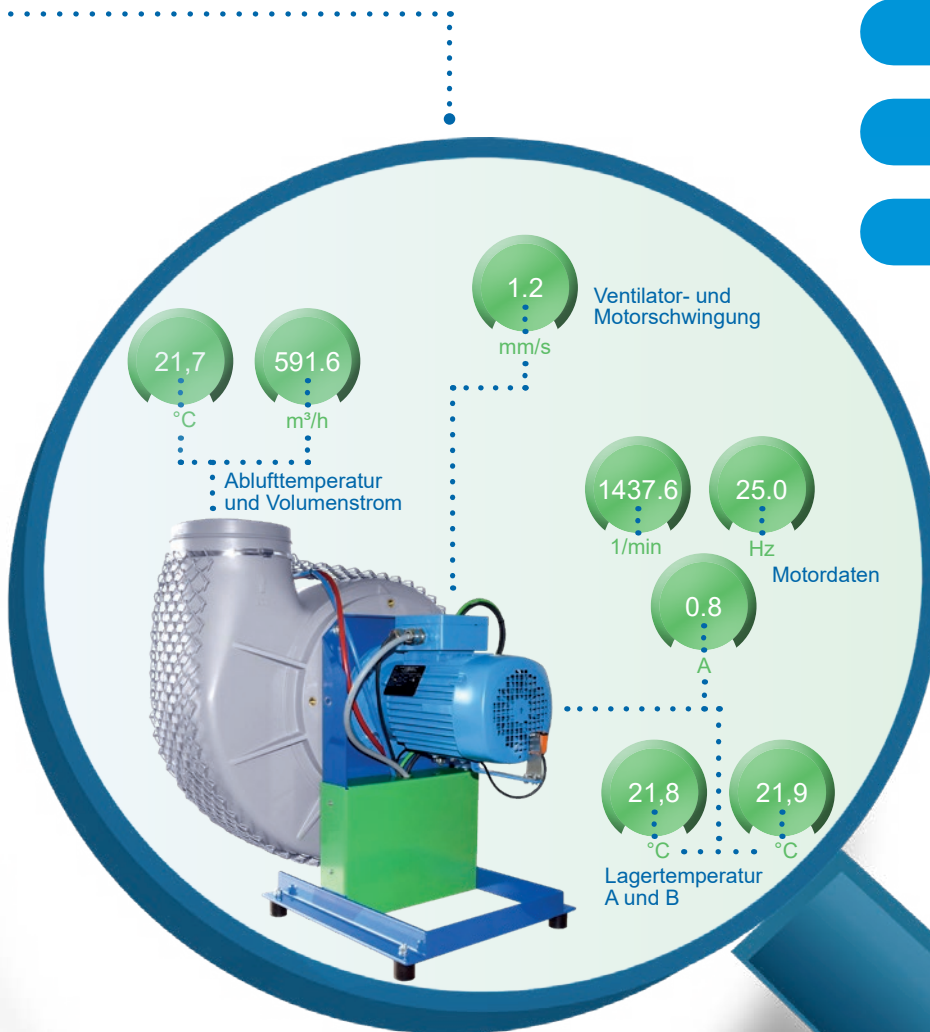 1.2
mm/s
Ventilator- und
Motorschwingung
21,7
°C
591.6
m³/h
Ablufttemperatur
und Volumenstrom
1437.6
1/min
25.0
Hz
Motordaten
0.8
A
21,8
°C
21,9
°C
Lagertemperatur
A und B